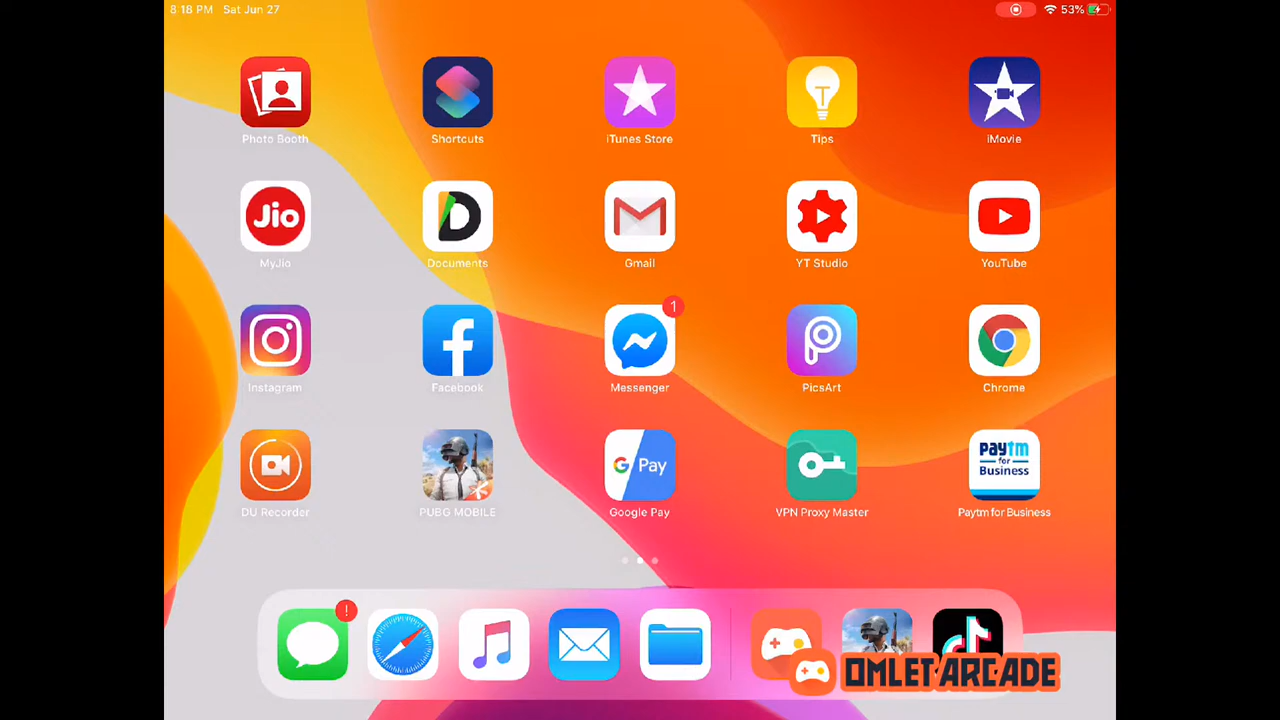 8:18 PM Sat Jun 27 53%
Photo Booth Shortcuts iTunes Store Tips iMovie
Jio
MyJio Documents Gmail YT Studio YouTube
1
Instagram Facebook Messenger PicsArt Chrome
G Pay paytm for Business
DU Recorder PUBG MOBILE Google Pay VPN Proxy Master Paytm for Business
!
OMLET ARCADE